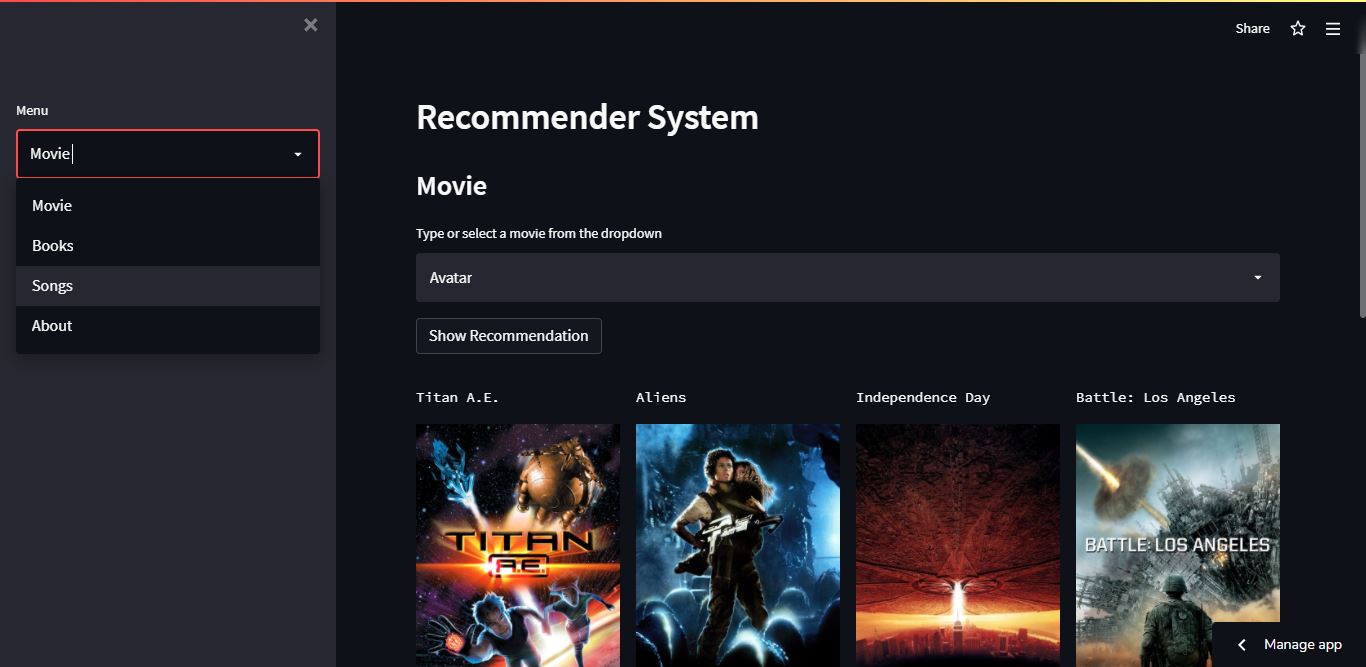 Share
Menu
Movie
Movie
Books
Songs
About
Recommender System
Movie
Type or select a movie from the dropdown
Avatar
Show Recommendation
Titan A.E.
Aliens
Independence Day
Battle: Los Angeles
TITAN
A.E.
BATTLE: LOS ANGELES
Manage app